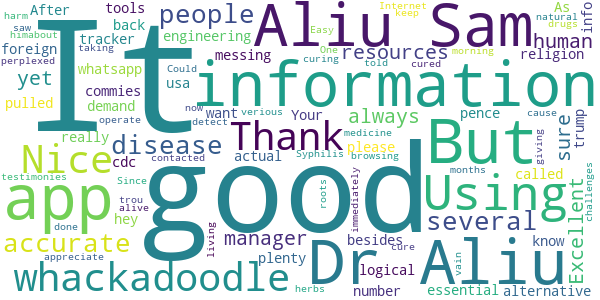 After tools people Aliu Sam
As saw himabout back engineering Easy Internet keep natural drugs
harm tracker messing resources One curing morning info
perplexed foreign whatsapp It information told cured human
yet commies usa Could now religion
pulled demand want Your always pence cause
really operate detect verious Thank But sure trump
Nice disease actual Syphilis medicine please called giving
cdc contacted browsing Using Excellent
app good immediately months challenges
testimonies Since trou hey roots several
accurate alive living manager besides cure vain know
done Dr Aliu
whackadoodle plenty logical
appreciate number herbs essential alternative